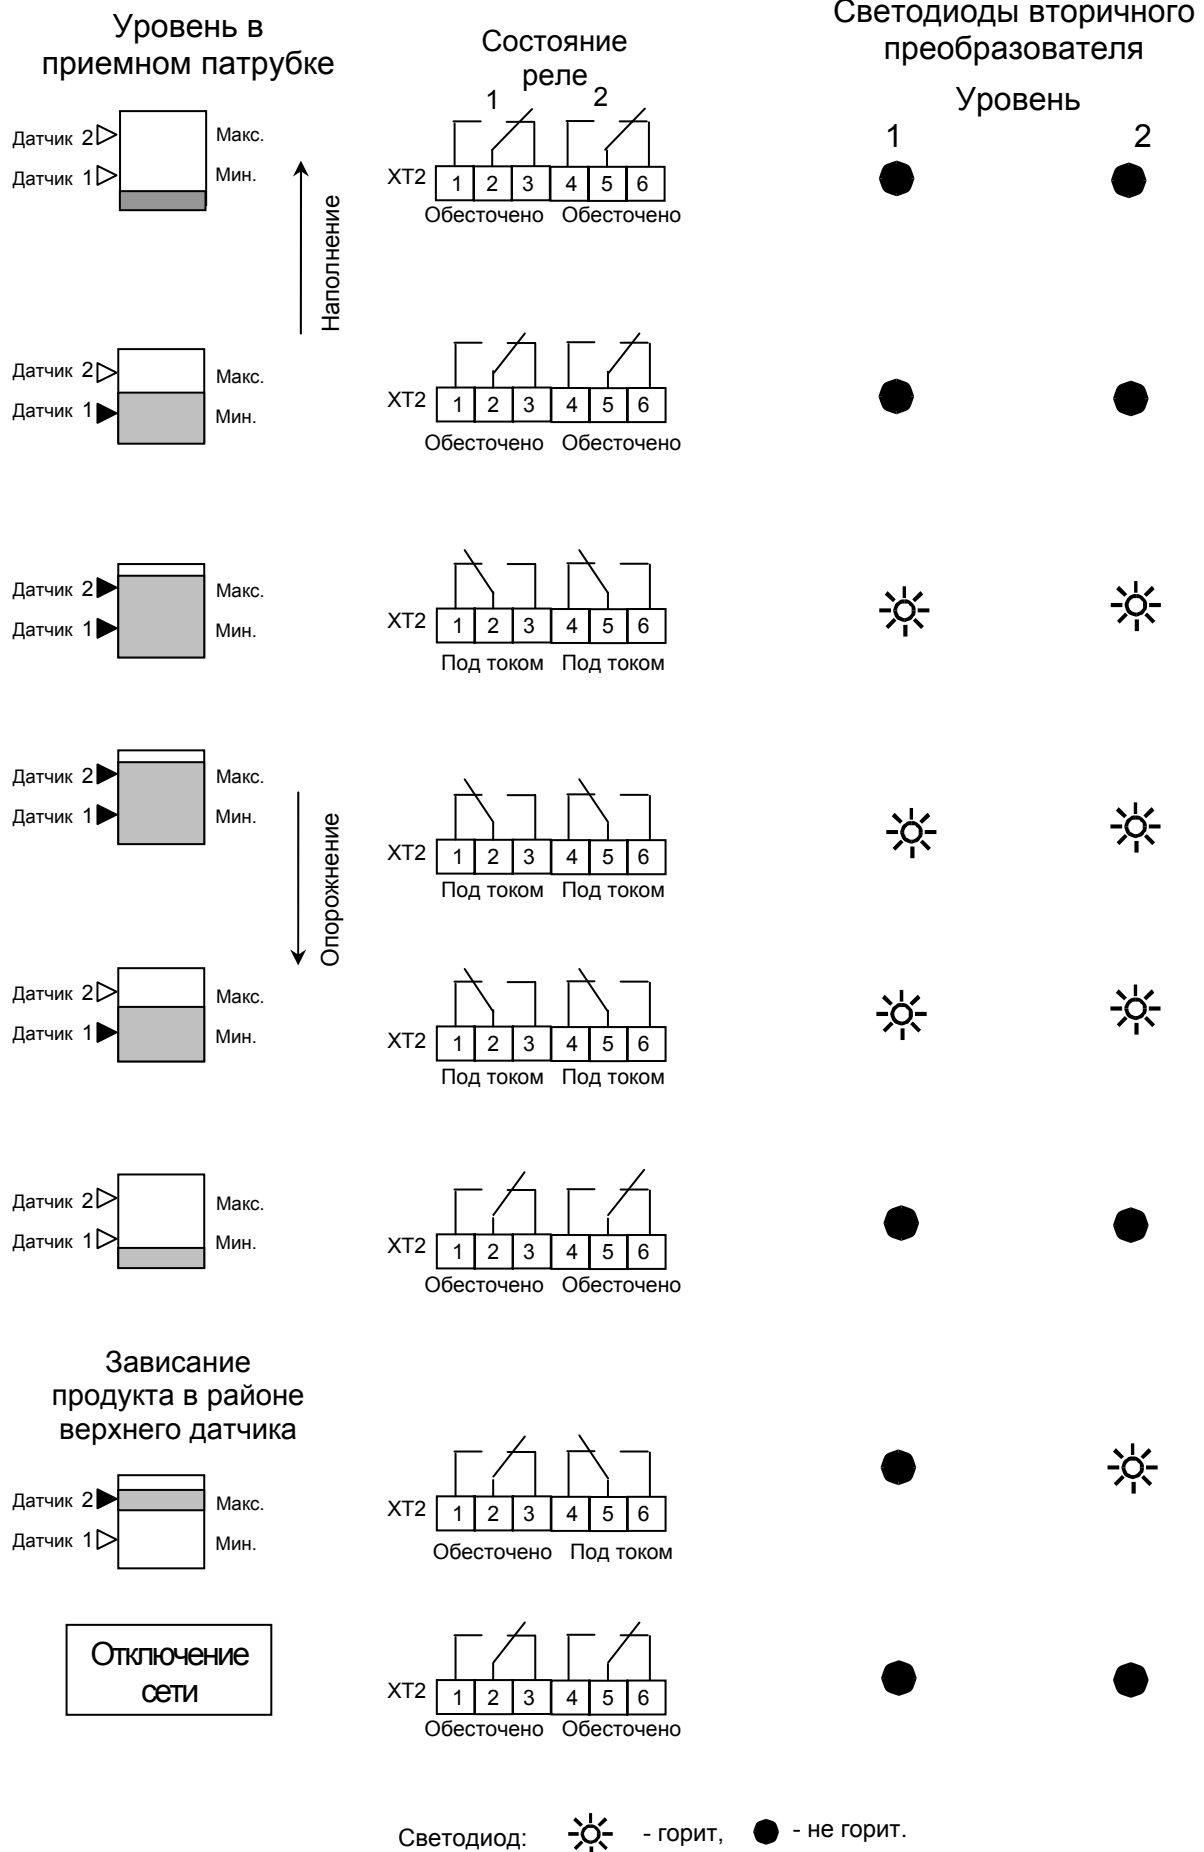 Уровень в
приемном патрубке
Состояние
реле
Светодиоды вторичного
преобразователя
Уровень
1 2
1 2
Датчик 2 Макс.
Датчик 1 Мин.
Наполнение
XT2 1 2 3 4 5 6
Обесточено Обесточено
Датчик 2 Макс.
Датчик 1 Мин.
XT2 1 2 3 4 5 6
Обесточено Обесточено
Датчик 2 Макс.
Датчик 1 Мин.
XT2 1 2 3 4 5 6
Под током Под током
Датчик 2 Макс.
Датчик 1 Мин.
Опорожнение
XT2 1 2 3 4 5 6
Под током Под током
Датчик 2 Макс.
Датчик 1 Мин.
XT2 1 2 3 4 5 6
Под током Под током
Датчик 2 Макс.
Датчик 1 Мин.
XT2 1 2 3 4 5 6
Обесточено Обесточено
Зависание
продукта в районе
верхнего датчика
Датчик 2 Макс.
Датчик 1 Мин.
XT2 1 2 3 4 5 6
Обесточено Под током
Отключение
сети
XT2 1 2 3 4 5 6
Обесточено Обесточено
Светодиод: - горит, - не горит.